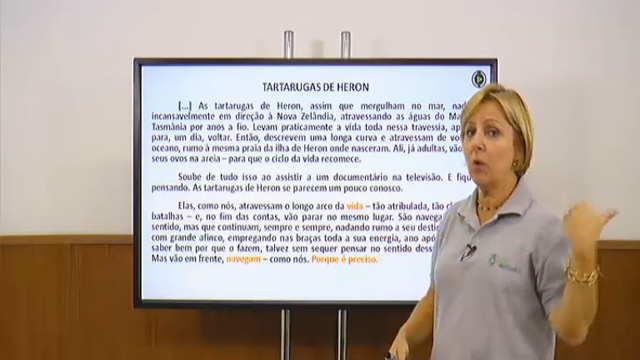 TARTARUGAS DE HERON
[...] As tartarugas de Heron, assim que mergulham no mar,
incansavelmente em direção à Nova Zelândia, atravessando as águas do
Tasmânia por anos a fio. Levam praticamente a vida toda nessa travessia,
para, um dia, voltar. Então, descrevem uma longa curva e atravessam de
oceano, rumo à mesma praia da ilha de Heron onde nasceram. Ali, já adultas,
seus ovos na areia – para que o ciclo da vida recomece.
Soube de tudo isso ao assistir a um documentário na televisão. E
pensando. As tartarugas de Heron se parecem um pouco conosco.
Elas, como nós, atravessam o longo arco da vida – tão atribulada, tão
batalhas – e, no fim das contas, vão parar no mesmo lugar. São
sentido, mas que continuam, sempre e sempre, nadando rumo a seu
com grande afinco, empregando nas braças toda a sua energia, ano
saber bem por que o fazem, talvez sem sequer pensar no sentido
Mas vão em frente, navegam – como nós. Porque é preciso.